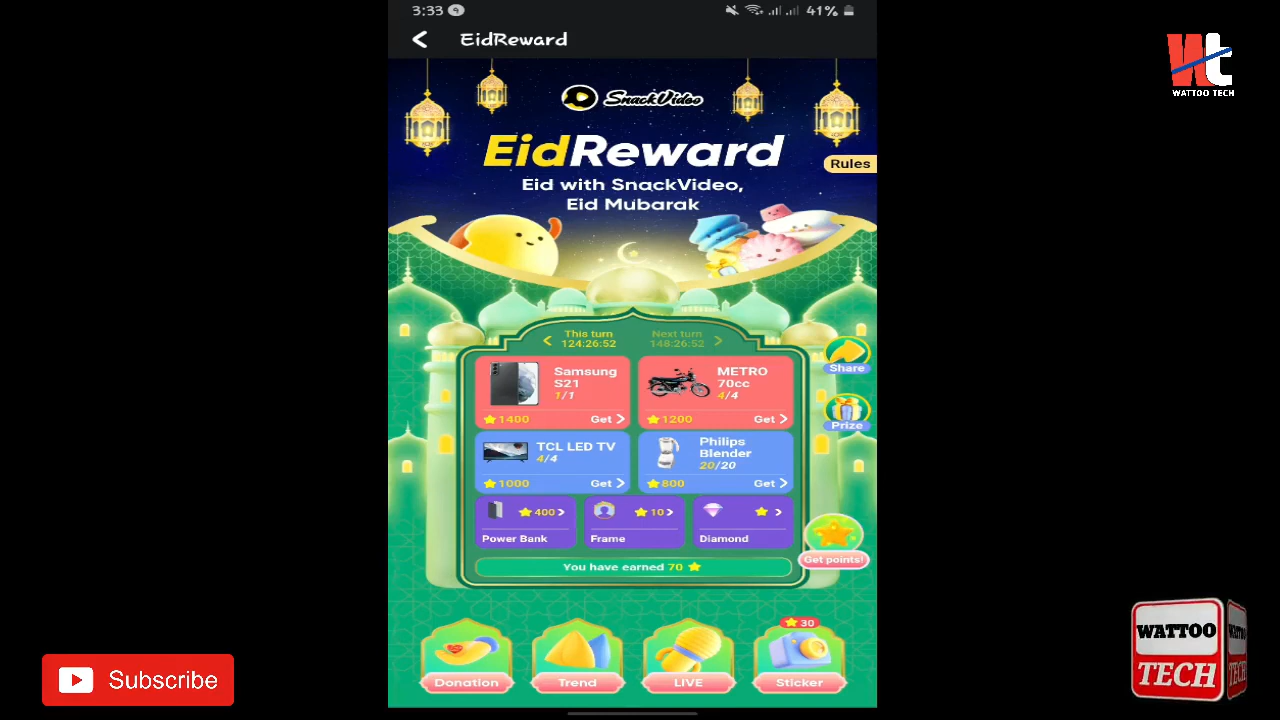 3:33
9
41%
EidReward
Wt
WATTOO TECH
SnackVideo
EidReward
Rules
Eid with SnackVideo,
Eid Mubarak
This turn
124:26:52
Next turn
148:26:52
Samsung
S21
1/1
1400
Get
METRO
70cc
4/4
1200
Get
Share
Prize
TCL LED TV
4/4
1000
Get
Philips
Blender
20/20
800
Get
400
Power Bank
10
Frame
Diamond
Get points!
You have earned 70
Donation
Trend
LIVE
30
Sticker
Subscribe
WATTOO
TECH